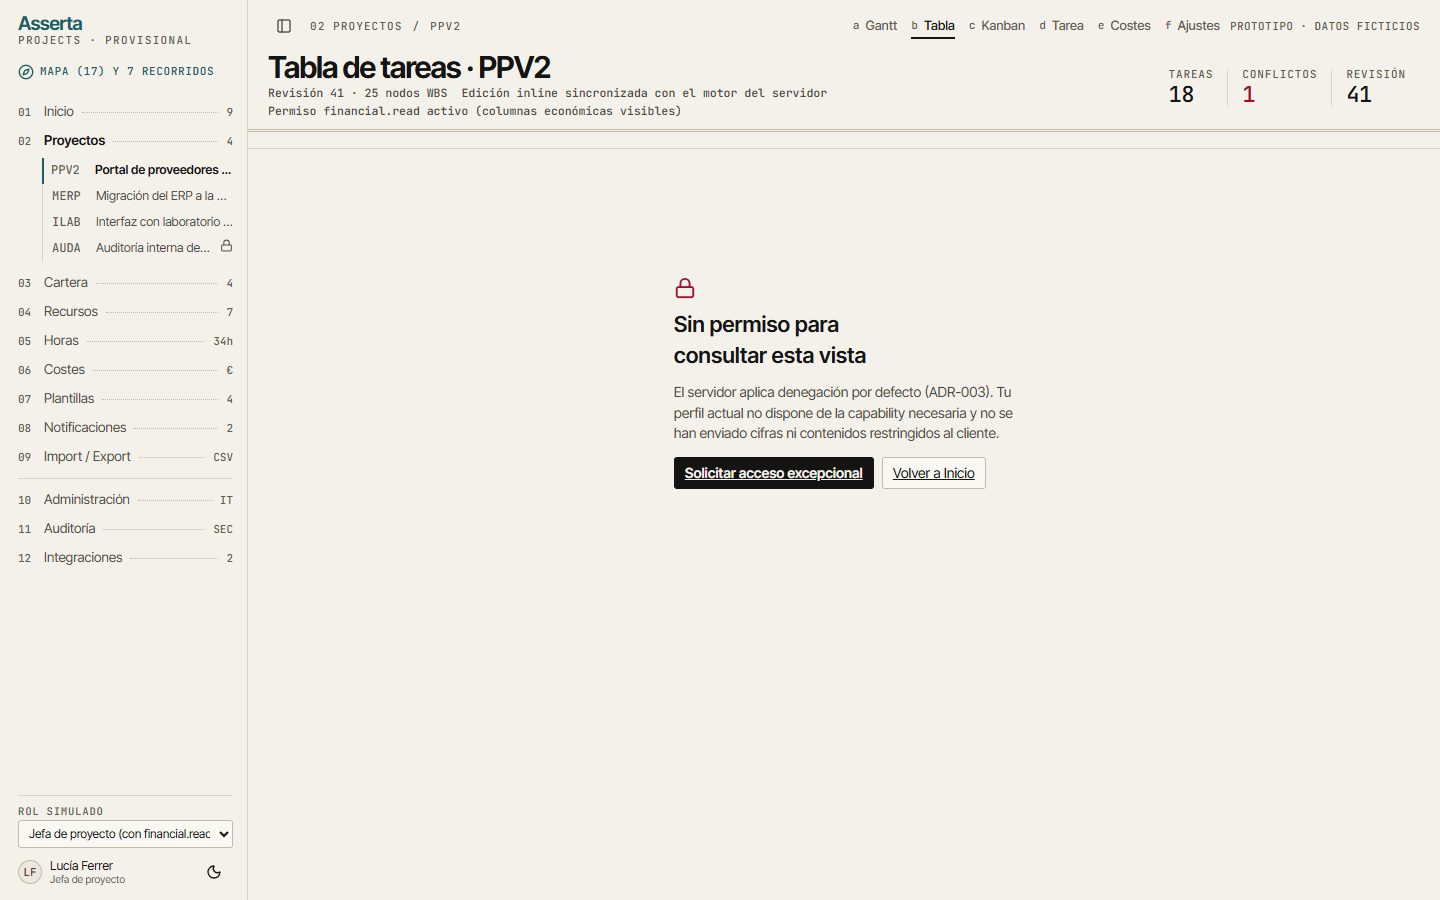 Asserta
PROJECTS · PROVISIONAL
MAPA (17) Y 7 RECORRIDOS
01 Inicio 9
02 Proyectos 4
PPV2 Portal de proveedores ...
MERP Migración del ERP a la ...
ILAB Interfaz con laboratorio ...
AUDA Auditoría interna de...
03 Cartera 4
04 Recursos 7
05 Horas 34h
06 Costes €
07 Plantillas 4
08 Notificaciones 2
09 Import / Export CSV
10 Administración IT
11 Auditoría SEC
12 Integraciones 2
ROL SIMULADO
Jefa de proyecto (con financial.read
LF Lucía Ferrer
Jefa de proyecto
02 PROYECTOS / PPV2
a Gantt b Tabla c Kanban d Tarea e Costes f Ajustes PROTOTIPO · DATOS FICTICIOS
Tabla de tareas · PPV2
Revisión 41 · 25 nodos WBS Edición inline sincronizada con el motor del servidor
Permiso financial.read activo (columnas económicas visibles)
TAREAS CONFLICTOS REVISIÓN
18 1 41
Sin permiso para
consultar esta vista
El servidor aplica denegación por defecto (ADR-003). Tu
perfil actual no dispone de la capability necesaria y no se
han enviado cifras ni contenidos restringidos al cliente.
Solicitar acceso excepcional Volver a Inicio